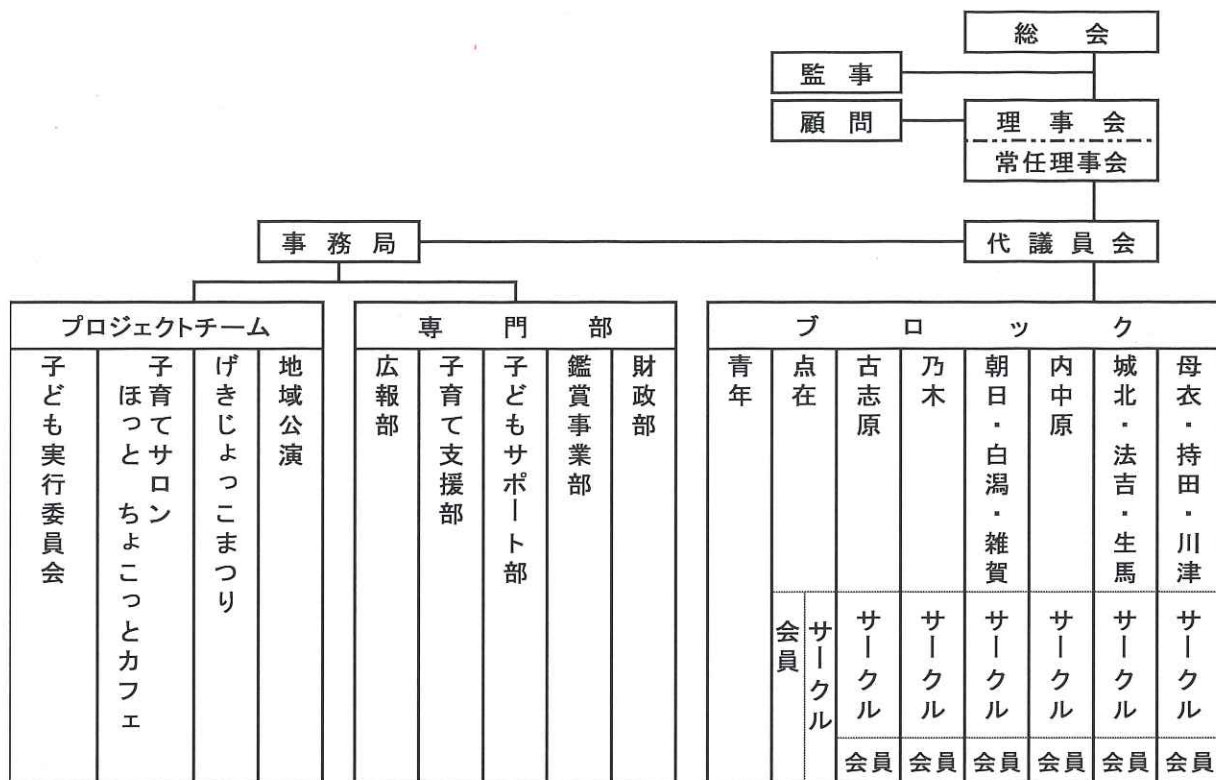 総会
監事
顧問
理事会
常任理事会
事務局
代議員会
プロジェクトチーム
子ども実行委員会
子育てサロン
ほっと ちょこっとカフェ
げきじょっこまつり
地域公演
専門部
広報部
子育て支援部
子どもサポート部
鑑賞事業部
財政部
ブロック
青年
点在
会員
サークル
古志原
サークル
会員
乃木
サークル
会員
朝日・白潟・雑賀
サークル
会員
内中原
サークル
会員
城北・法吉・生馬
サークル
会員
母衣・持田・川津
サークル
会員